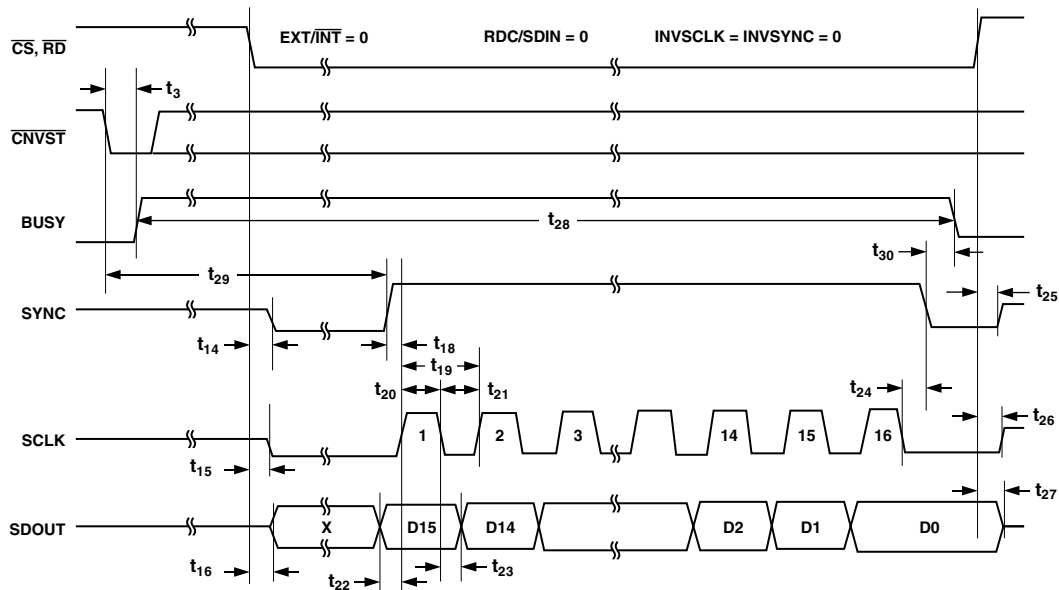 CS, RD
EXT/INT = 0
RDC/SDIN = 0
INVSCLK = INVSYNC = 0
t3
CNVST
BUSY
t28
t30
t29
t25
SYNC
t14
t18
t19
t20
t21
t24
t26
SCLK
1
2
3
14
15
16
t15
t27
SDOUT
X
D15
D14
D2
D1
D0
t16
t22
t23